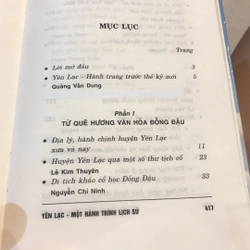 MỤC LỤC
Trang
• Lời mở đầu 3
• Yên Lạc - Hành trang trước thế kỷ mới 5
Quảng Văn Dung
Phần I
TỪ QUÊ HƯƠNG VĂN HÓA ĐỒNG ĐẬU
• Địa lý, hành chính huyện Yên Lạc
xưa và nay 11
• Huyện Yên Lạc qua một số thư tịch cổ 23
Lê Kim Thuyên
• Di tích khảo cổ học Đồng Đậu 33
Nguyễn Chí Ninh
YÊN LẠC - MỘT HÀNH TRÌNH LỊCH SỬ 417